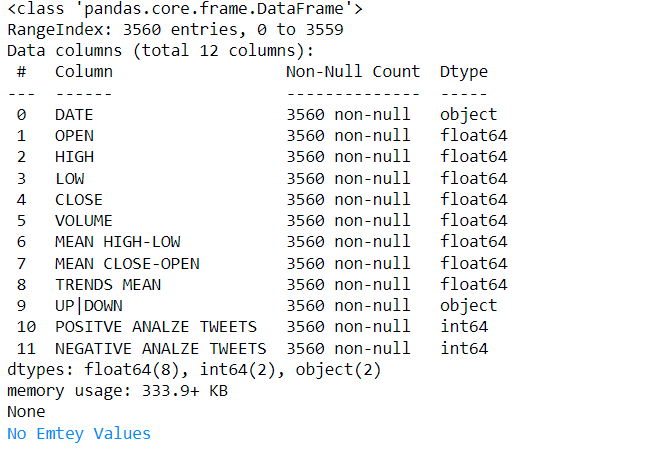 <class 'pandas.core.frame.DataFrame'>
RangeIndex: 3560 entries, 0 to 3559
Data columns (total 12 columns):
 #   Column                  Non-Null Count  Dtype
---  ------                  --------------  -----
 0   DATE                    3560 non-null   object
 1   OPEN                    3560 non-null   float64
 2   HIGH                    3560 non-null   float64
 3   LOW                     3560 non-null   float64
 4   CLOSE                   3560 non-null   float64
 5   VOLUME                  3560 non-null   float64
 6   MEAN HIGH-LOW           3560 non-null   float64
 7   MEAN CLOSE-OPEN         3560 non-null   float64
 8   TRENDS MEAN             3560 non-null   float64
 9   UP|DOWN                 3560 non-null   object
 10  POSITVE ANALZE TWEETS   3560 non-null   int64
 11  NEGATIVE ANALZE TWEETS  3560 non-null   int64
dtypes: float64(8), int64(2), object(2)
memory usage: 333.9+ KB
None
No Emtey Values